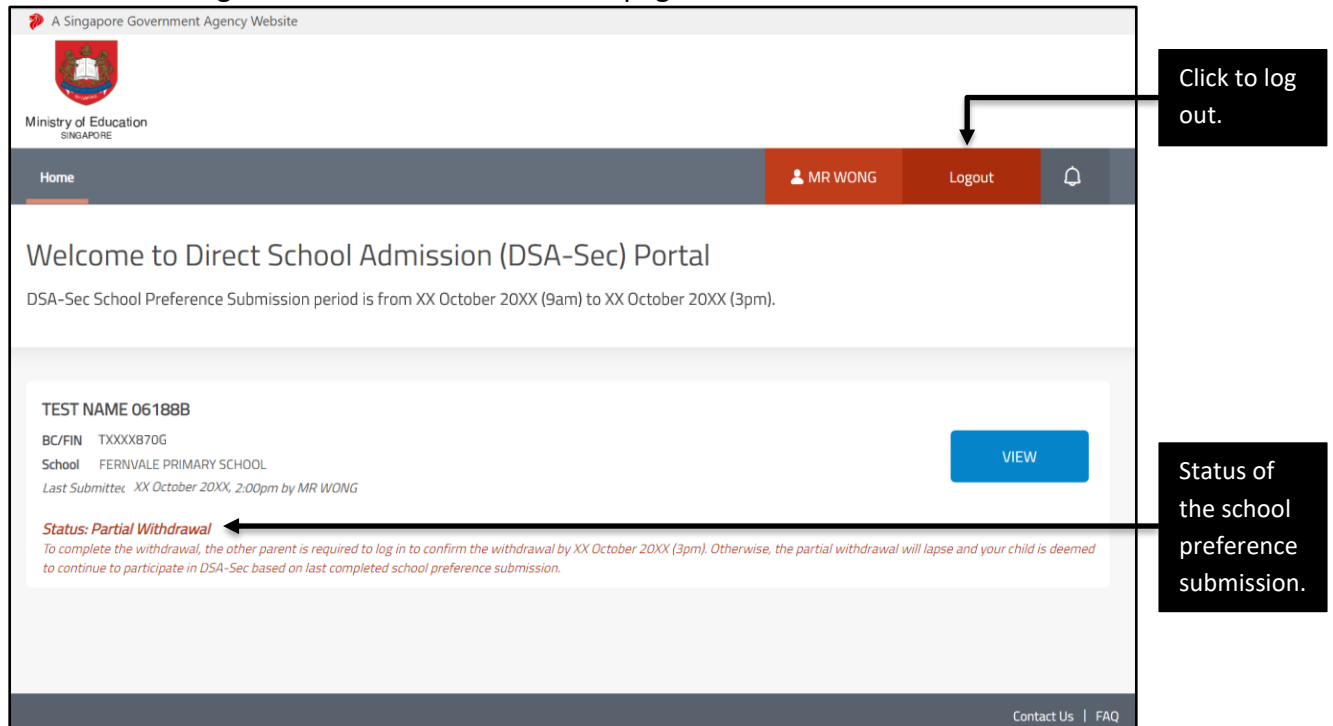 A Singapore Government Agency Website
Ministry of Education
SINGAPORE
Click to log
out.
Home
MR WONG
Logout
Welcome to Direct School Admission (DSA-Sec) Portal
DSA-Sec School Preference Submission period is from XX October 20XX (9am) to XX October 20XX (3pm).
TEST NAME 06188B
BC/FIN TXXXX870G
School FERNVALE PRIMARY SCHOOL
Last Submitted XX October 20XX, 2:00pm by MR WONG
VIEW
Status: Partial Withdrawal
To complete the withdrawal, the other parent is required to log in to confirm the withdrawal by XX October 20XX (3pm). Otherwise, the partial withdrawal will lapse and your child is deemed
to continue to participate in DSA-Sec based on last completed school preference submission.
Status of
the school
preference
submission.
Contact Us | FAQ